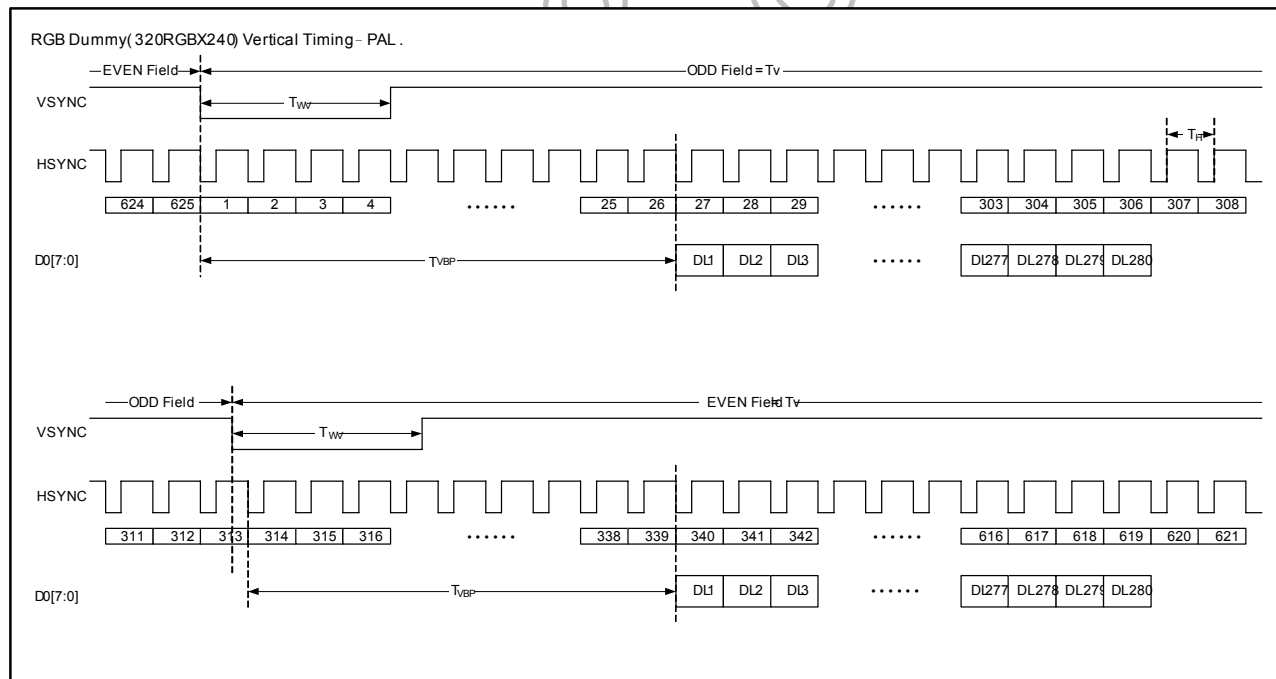 RGB Dummy(320RGBX240) Vertical Timing– PAL.
EVEN Field
ODD Field = Tv
VSYNC
TWV
HSYNC
TH
624 625 1 2 3 4 ...... 25 26 27 28 29 ...... 303 304 305 306 307 308
D0[7:0]
TVBP
DL1 DL2 DL3 ...... DL277 DL278 DL279 DL280
ODD Field
EVEN Field= Tv
VSYNC
TWV
HSYNC
311 312 313 314 315 316 ...... 338 339 340 341 342 ...... 616 617 618 619 620 621
D0[7:0]
TVBP
DL1 DL2 DL3 ...... DL277 DL278 DL279 DL280